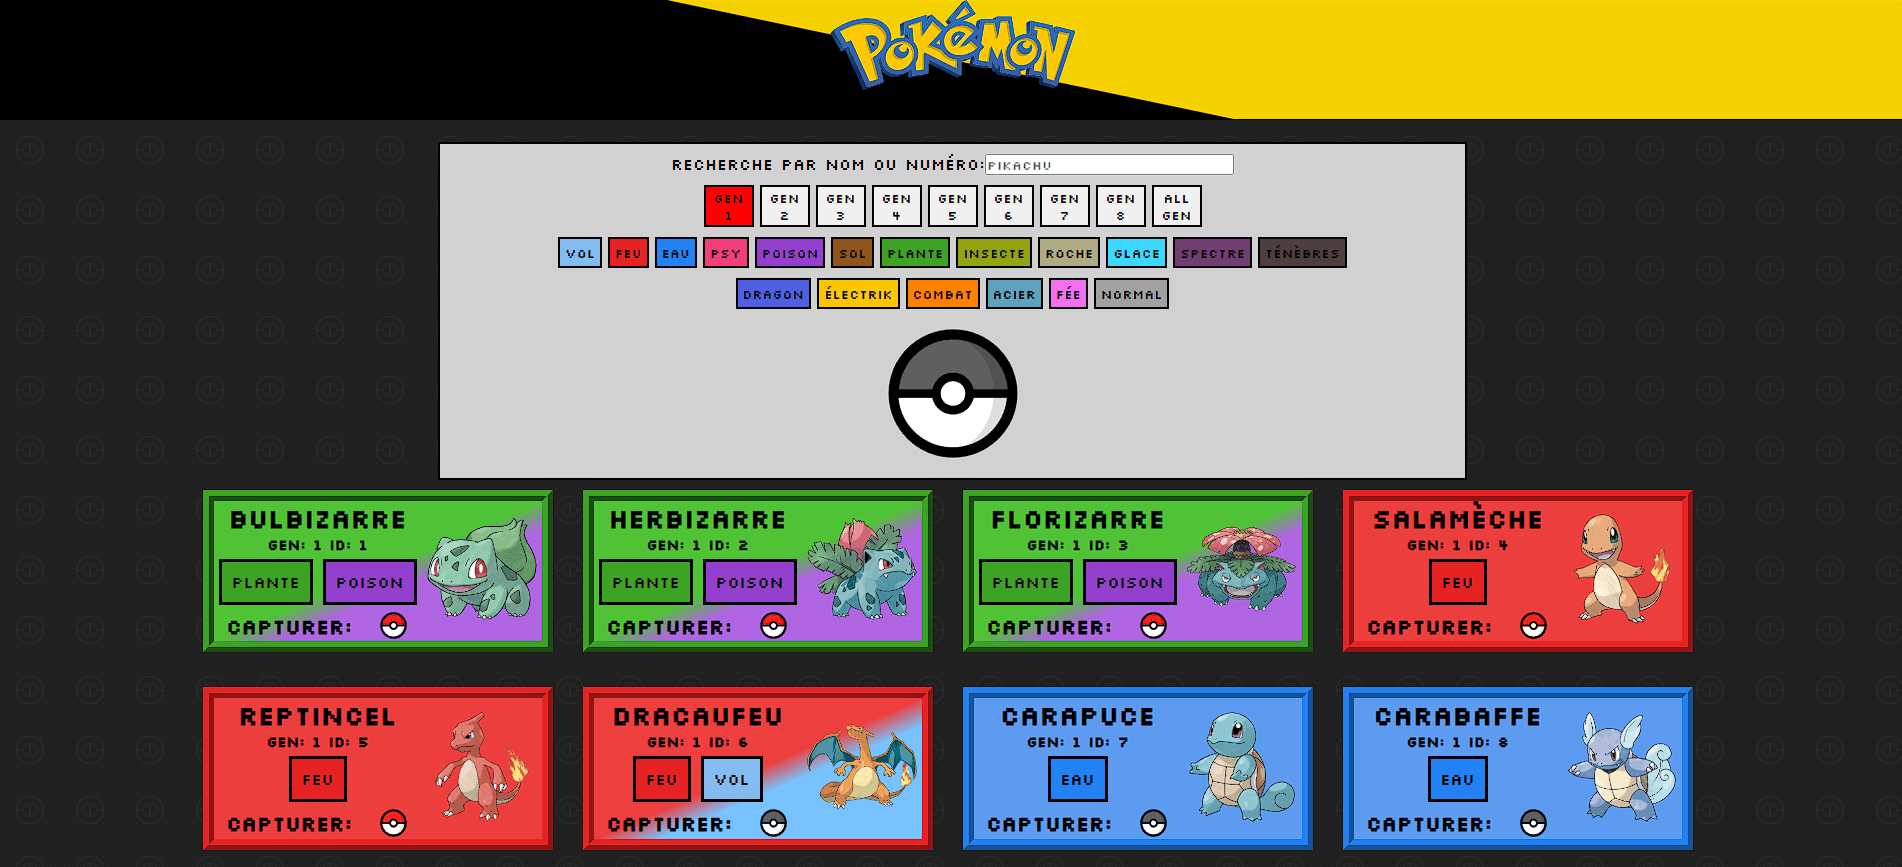 POKéMON
RECHERCHE PAR NOM OU NUMÉRO: PIKACHU
GEN 1 GEN 2 GEN 3 GEN 4 GEN 5 GEN 6 GEN 7 GEN 8 ALL GEN
VOL FEU EAU PSY POISON SOL PLANTE INSECTE ROCHE GLACE SPECTRE TÉNÈBRES
DRAGON ÉLECTRIK COMBAT ACIER FÉE NORMAL
BULBIZARRE
GEN: 1 ID: 1
PLANTE POISON
CAPTURER:
HERBIZARRE
GEN: 1 ID: 2
PLANTE POISON
CAPTURER:
FLORIZARRE
GEN: 1 ID: 3
PLANTE POISON
CAPTURER:
SALAMÈCHE
GEN: 1 ID: 4
FEU
CAPTURER:
REPTINCEL
GEN: 1 ID: 5
FEU
CAPTURER:
DRACAUFEU
GEN: 1 ID: 6
FEU VOL
CAPTURER:
CARAPUCE
GEN: 1 ID: 7
EAU
CAPTURER:
CARABAFFE
GEN: 1 ID: 8
EAU
CAPTURER: